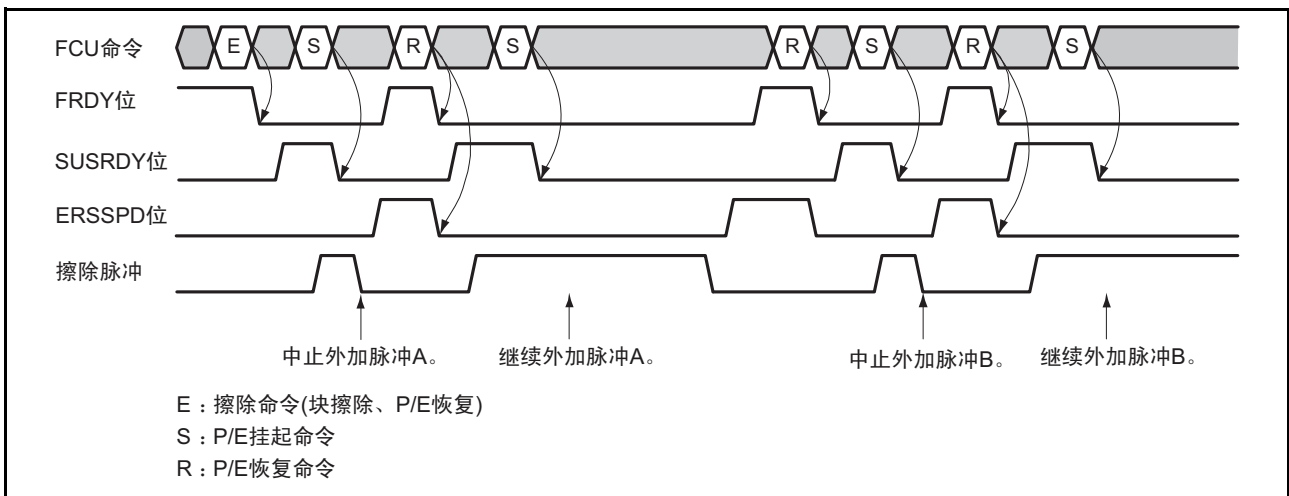 FCU命令 E S R S R S R S
FRDY位
SUSRDY位
ERSSPD位
擦除脉冲
中止外加脉冲A。 继续外加脉冲A。 中止外加脉冲B。 继续外加脉冲B。
E：擦除命令(块擦除、P/E恢复)
S：P/E挂起命令
R：P/E恢复命令